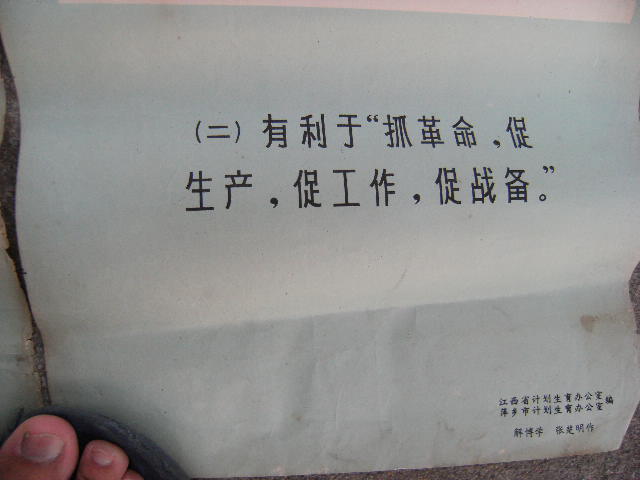 (二)有利于“抓革命,促
生产,促工作,促战备。”
江西省计划生育办公室
萍乡市计划生育办公室编
解博学 张楚明作